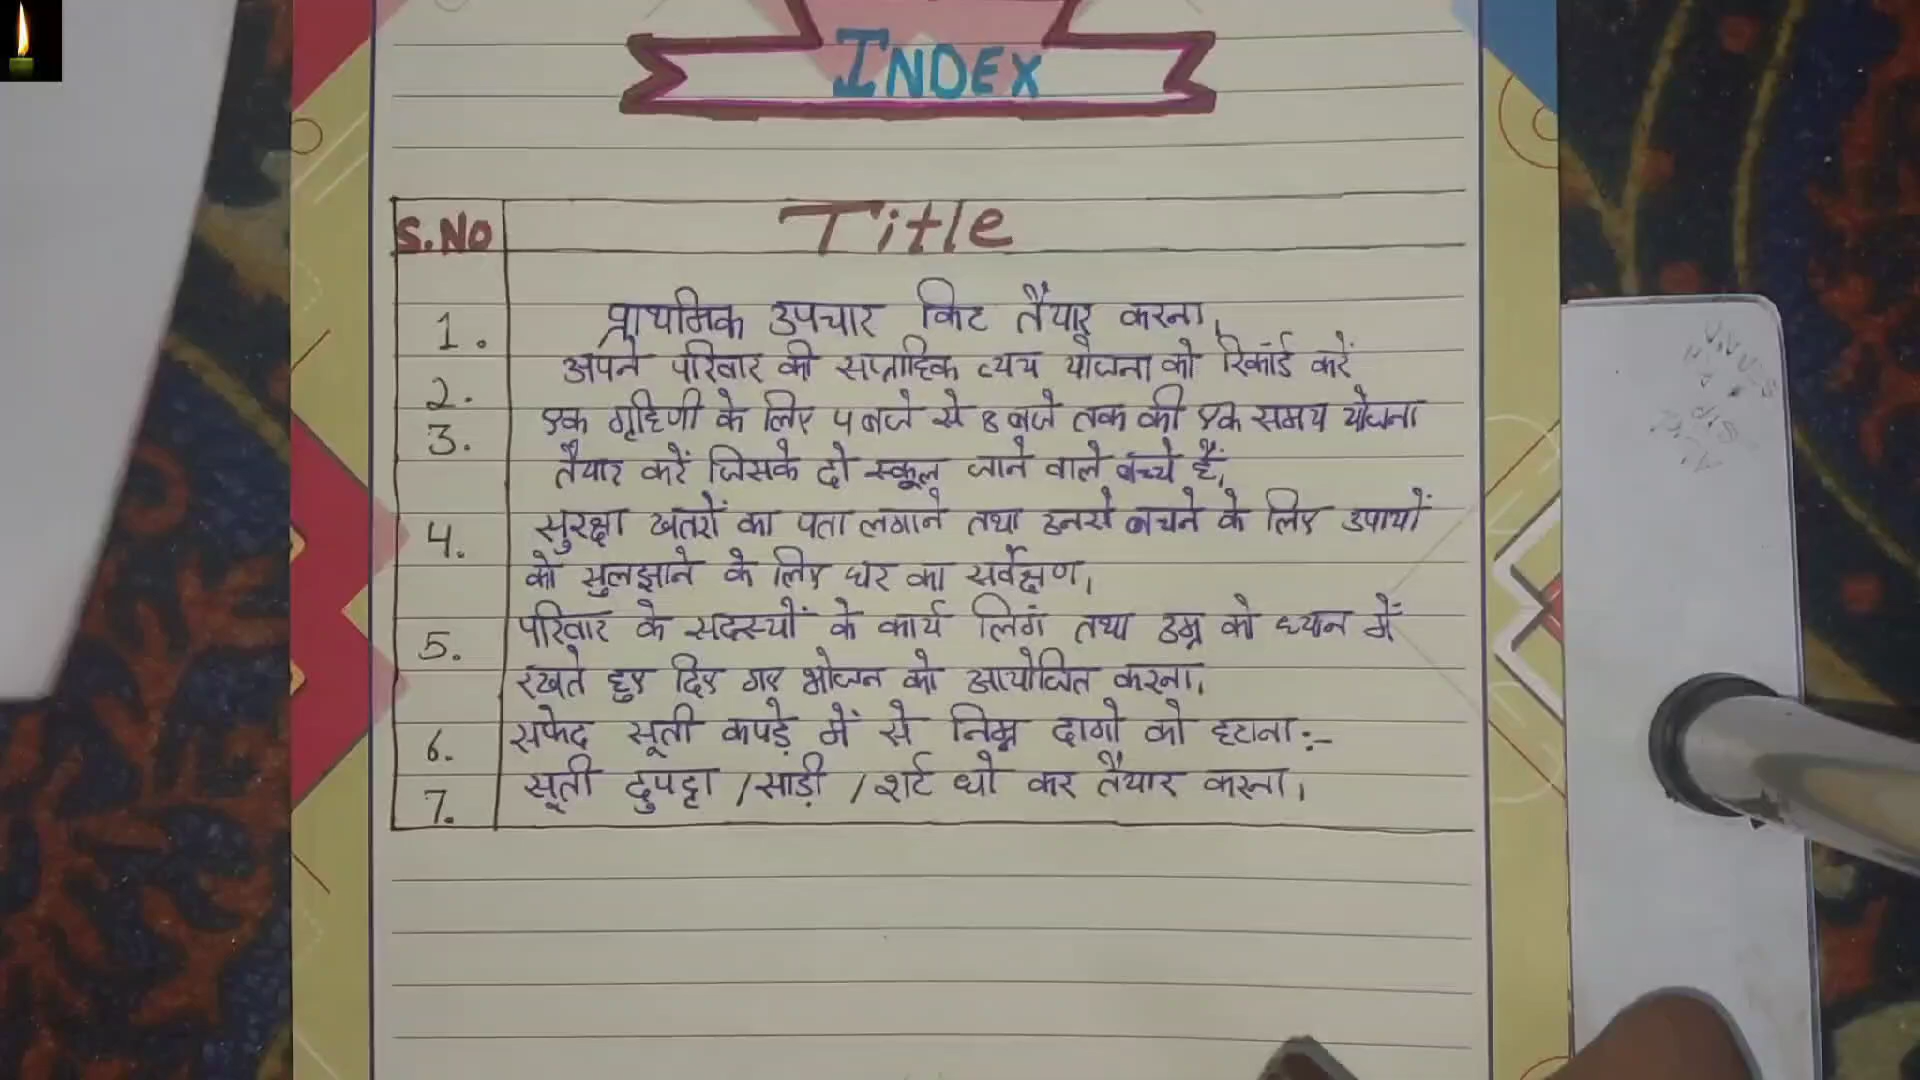 INDEX
S.NO Title
1. प्राथमिक उपचार किट तैयार करना,
2. अपने परिवार की सप्ताहिक व्यय योजना को रिकॉर्ड करें
3. एक गृहिणी के लिए 4 बजे से 8 बजे तक की एक समय योजना
तैयार करें जिसके दो स्कूल जाने वाले बच्चे हैं,
4. सुरक्षा खतरों का पता लगाने तथा उनसे बचने के लिए उपायों
को सुलझाने के लिए घर का सर्वेक्षण,
5. परिवार के सदस्यों के कार्य लिंग तथा उम्र को ध्यान में
रखते हुए दिए गए भोजन को आयोजित करना,
6. सफेद सूती कपड़े में से निम्न दागो को हटाना:-
7. सूती दुपट्टा /साड़ी /शर्ट धो कर तैयार करना,